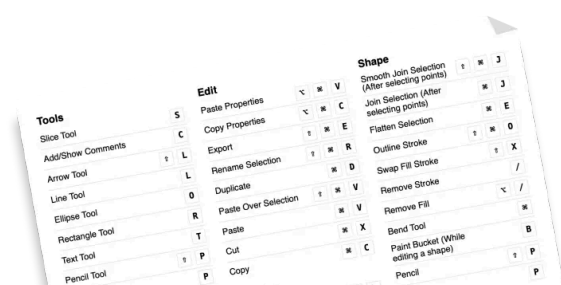 Tools
Slice Tool S
Add/Show Comments C
Arrow Tool ⇧ L
Line Tool L
Ellipse Tool O
Rectangle Tool R
Text Tool T
Pencil Tool ⇧ P
P
Edit
Paste Properties ⌥ ⌘ V
Copy Properties ⌥ ⌘ C
Export ⇧ ⌘ E
Rename Selection ⇧ ⌘ R
Duplicate ⌘ D
Paste Over Selection ⇧ ⌘ V
Paste ⌘ V
Cut ⌘ X
Copy ⌘ C
Shape
Smooth Join Selection ⇧ ⌘ J
(After selecting points)
Join Selection (After ⌘ J
selecting points)
Flatten Selection ⌘ E
Outline Stroke ⇧ ⌘ O
Swap Fill Stroke ⇧ X
Remove Stroke /
Remove Fill ⌥ /
Bend Tool ⌘
Paint Bucket (While B
editing a shape)
Pencil ⇧ P
P